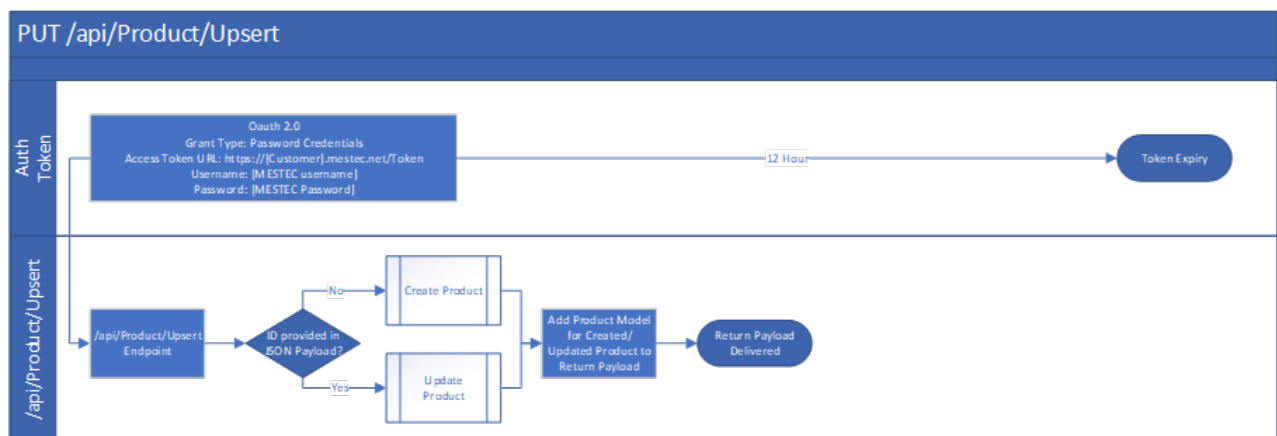 PUT /api/Product/Upsert
Auth
Token
Oauth 2.0
Grant Type: Password Credentials
Access Token URL: https://[Customer].mestec.net/Token
Username: [MESTEC username]
Password: [MESTEC Password]
12 Hour
Token Expiry
/api/Product/Upsert
/api/Product/Upsert
Endpoint
ID provided in
JSON Payload?
No
Create Product
Yes
Update
Product
Add Product Model
for Created/
Updated Product to
Return Payload
Return Payload
Delivered